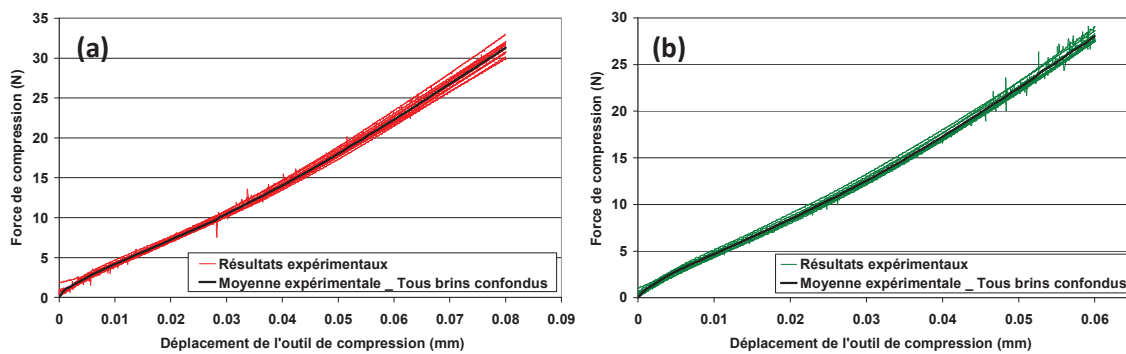 (a)
Force de compression (N)
35
30
25
20
15
10
5
0
Résultats expérimentaux
Moyenne expérimentale _ Tous brins confondus
0 0.01 0.02 0.03 0.04 0.05 0.06 0.07 0.08 0.09
Déplacement de l'outil de compression (mm)
(b)
Force de compression (N)
30
25
20
15
10
5
0
Résultats expérimentaux
Moyenne expérimentale _ Tous brins confondus
0 0.01 0.02 0.03 0.04 0.05 0.06
Déplacement de l'outil de compression (mm)